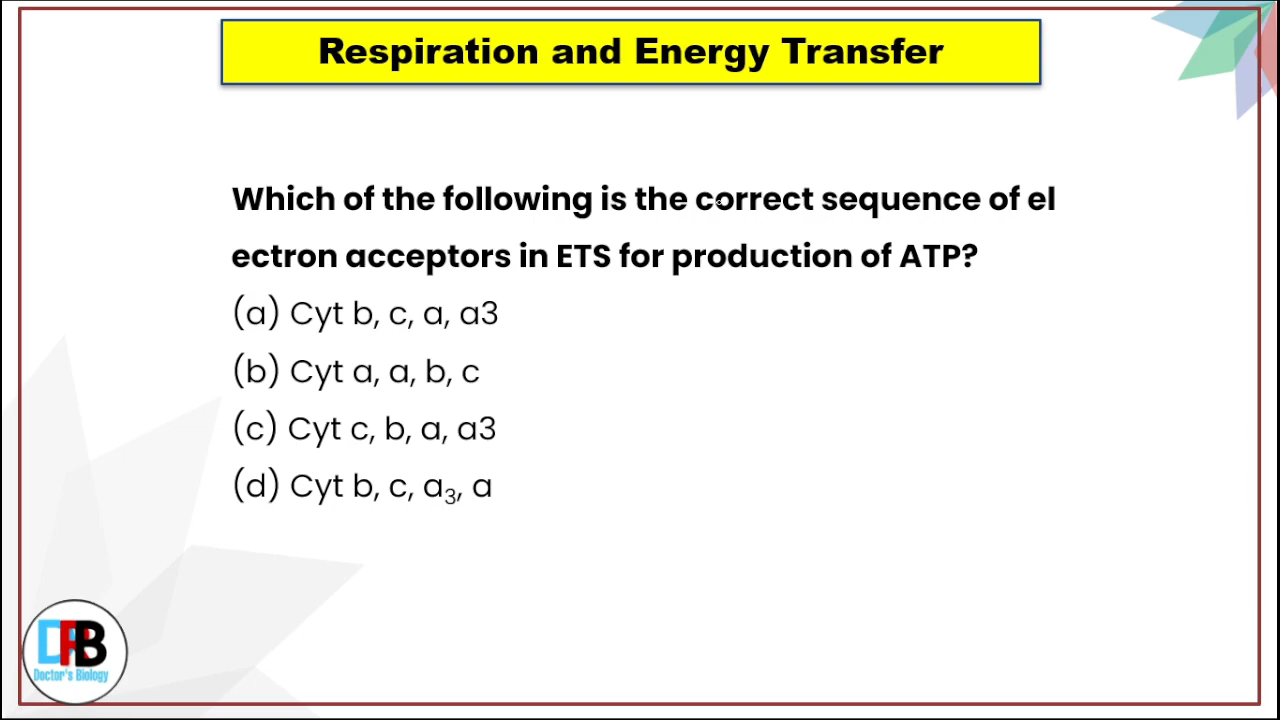 Respiration and Energy Transfer
Which of the following is the correct sequence of el
ectron acceptors in ETS for production of ATP?
(a) Cyt b, c, a, a3
(b) Cyt a, a, b, c
(c) Cyt c, b, a, a3
(d) Cyt b, c, a₃, a
DRB
Doctor's Biology